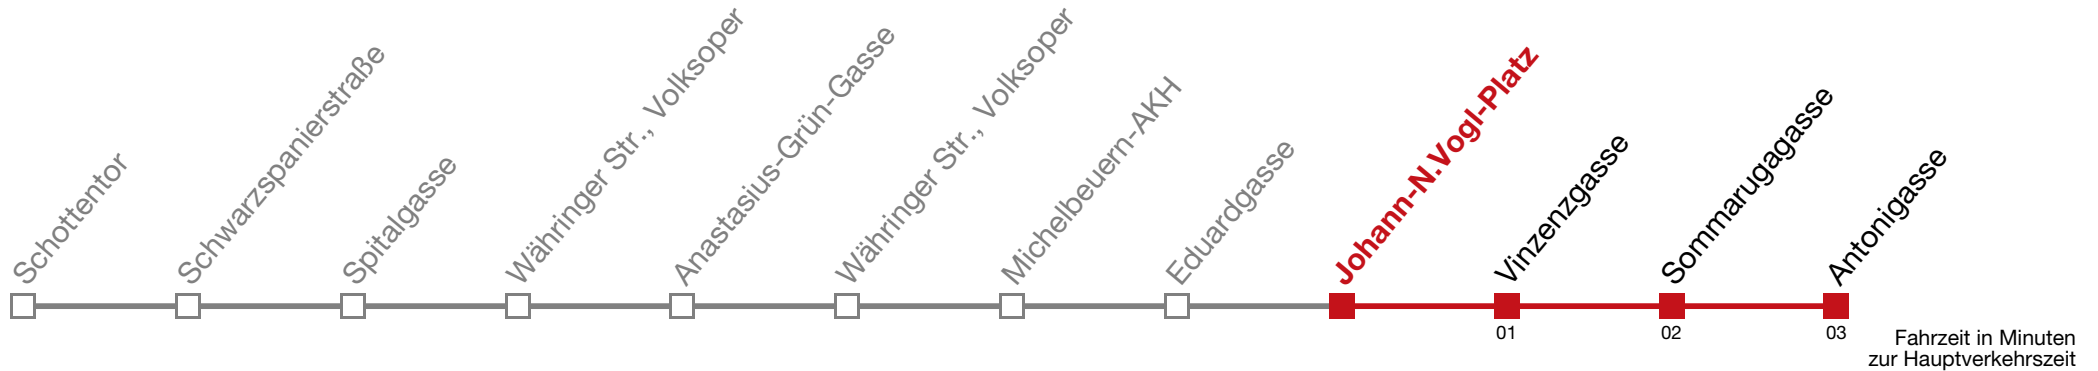 Schottentor
Schwarzspanierstraße
Spitalgasse
Währinger Str., Volksoper
Anastasius-Grün-Gasse
Währinger Str., Volksoper
Michelbeuern-AKH
Eduardgasse
Johann-N.Vogl-Platz
Vinzenzgasse
Sommarugagasse
Antonigasse
01
02
03
Fahrzeit in Minuten
zur Hauptverkehrszeit